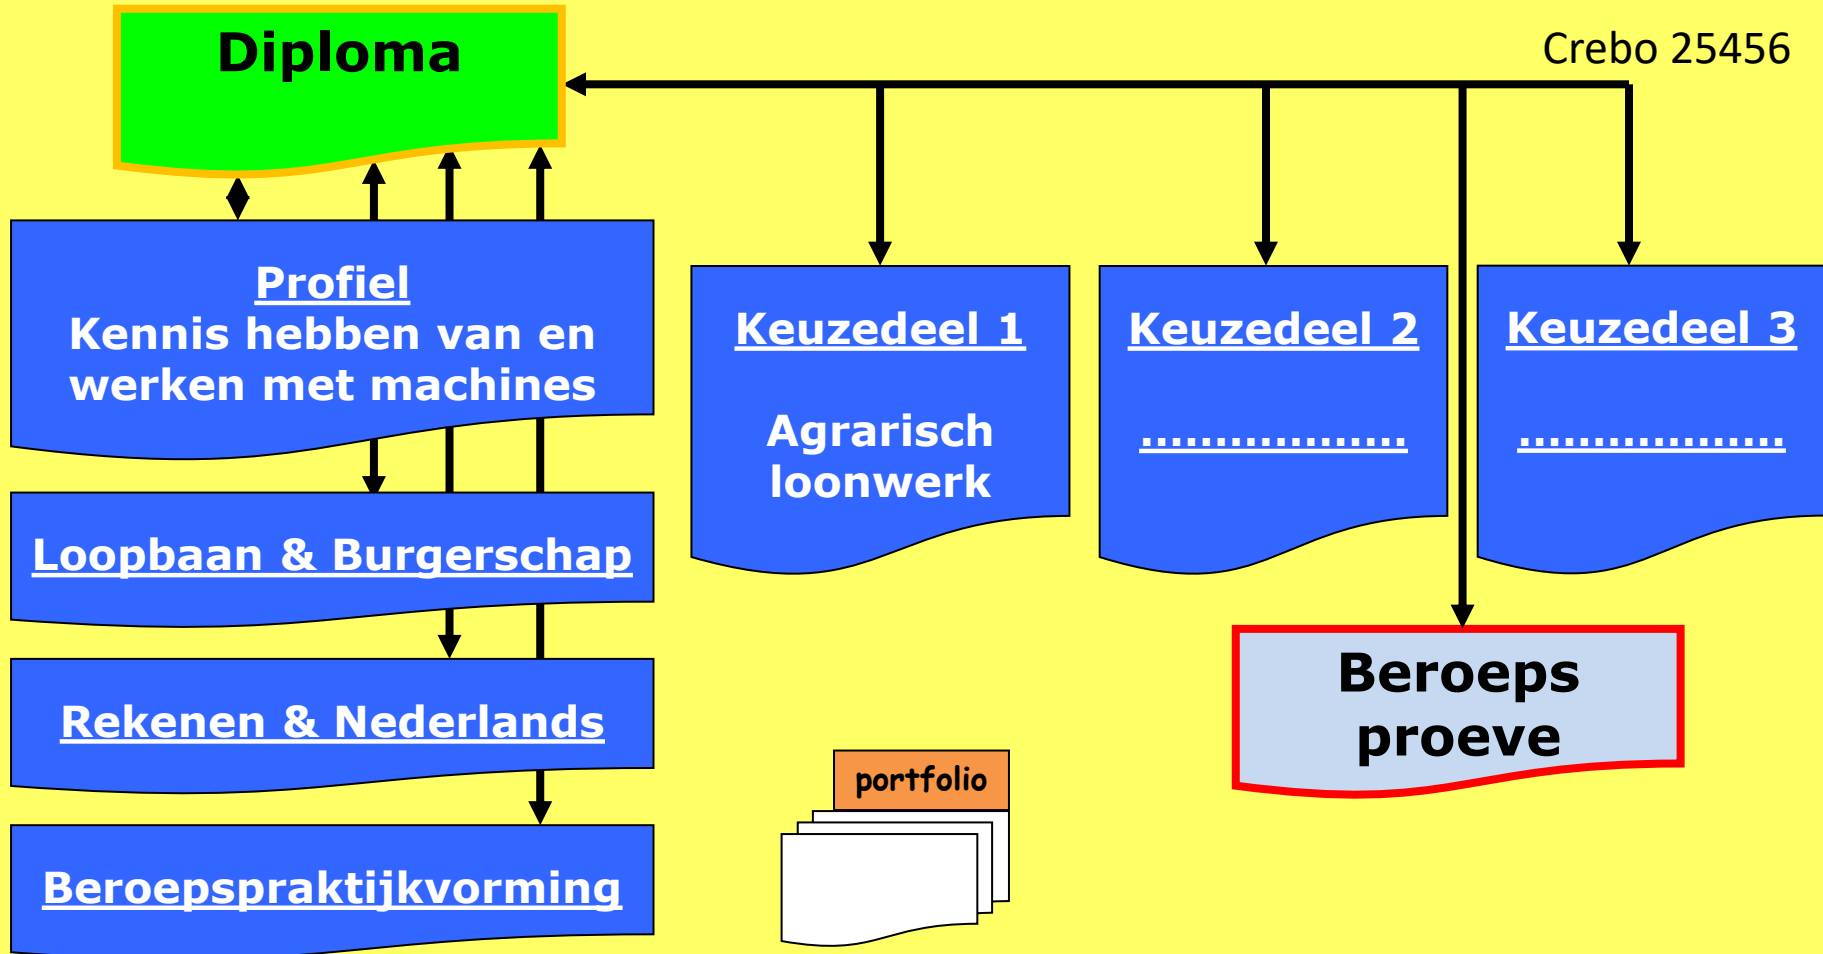 Diploma
Crebo 25456
Profiel
Kennis hebben van en
werken met machines
Keuzedeel 1
Agrarisch
loonwerk
Keuzedeel 2
..................
Keuzedeel 3
..................
Loopbaan & Burgerschap
Rekenen & Nederlands
Beroepspraktijkvorming
portfolio
Beroeps
proeve